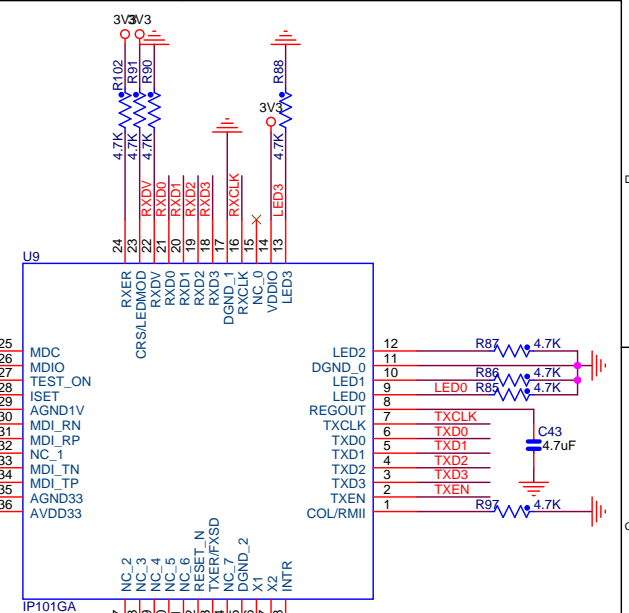 3V3
3V3
R102
R91
R90
R88
3V3
4.7K
4.7K
4.7K
4.7K
RXDV
RXD0
RXD1
RXD2
RXD3
RXCLK
LED3
24
23
22
21
20
19
18
17
16
15
14
13
U9
RXER
CRS/LEDMOD
RXDV
RXD0
RXD1
RXD2
RXD3
DGND_1
RXCLK
NC_0
VDDIO
LED3
D
25 MDC
26 MDIO
27 TEST_ON
28 ISET
29 AGND1V
30 MDI_RN
31 MDI_RP
32 NC_1
33 MDI_TN
34 MDI_TP
35 AGND33
36 AVDD33
LED2 12 R87 4.7K
DGND_0 11
LED1 10 R86 4.7K
LED0 9 LED0 R85 4.7K
REGOUT 8
TXCLK 7 TXCLK
TXD0 6 TXD0
TXD1 5 TXD1
TXD2 4 TXD2
TXD3 3 TXD3
TXEN 2 TXEN
COL/RMII 1 R97 4.7K
C43
4.7uF
C
NC_2
NC_3
NC_4
NC_5
NC_6
RESET_N
TXER/FXSD
NC_7
DGND_2
X1
X2
INTR
IP101GA